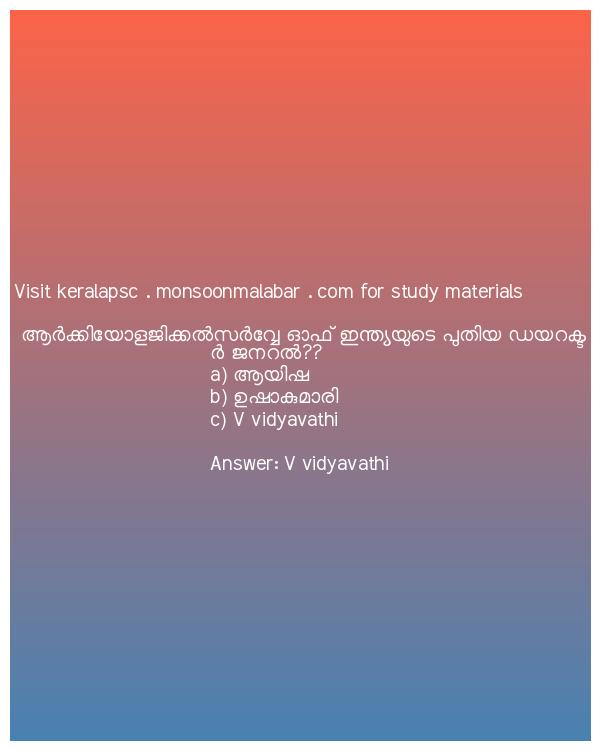 Visit keralapsc . monsoonmalabar . com for study materials
ആർക്കിയോളജിക്കൽസർവ്വേ ഓഫ് ഇന്ത്യയുടെ പുതിയ ഡയറക്ട
ർ ജനറൽ??
a) ആയിഷ
b) ഉഷാകുമാരി
c) V vidyavathi
Answer: V vidyavathi